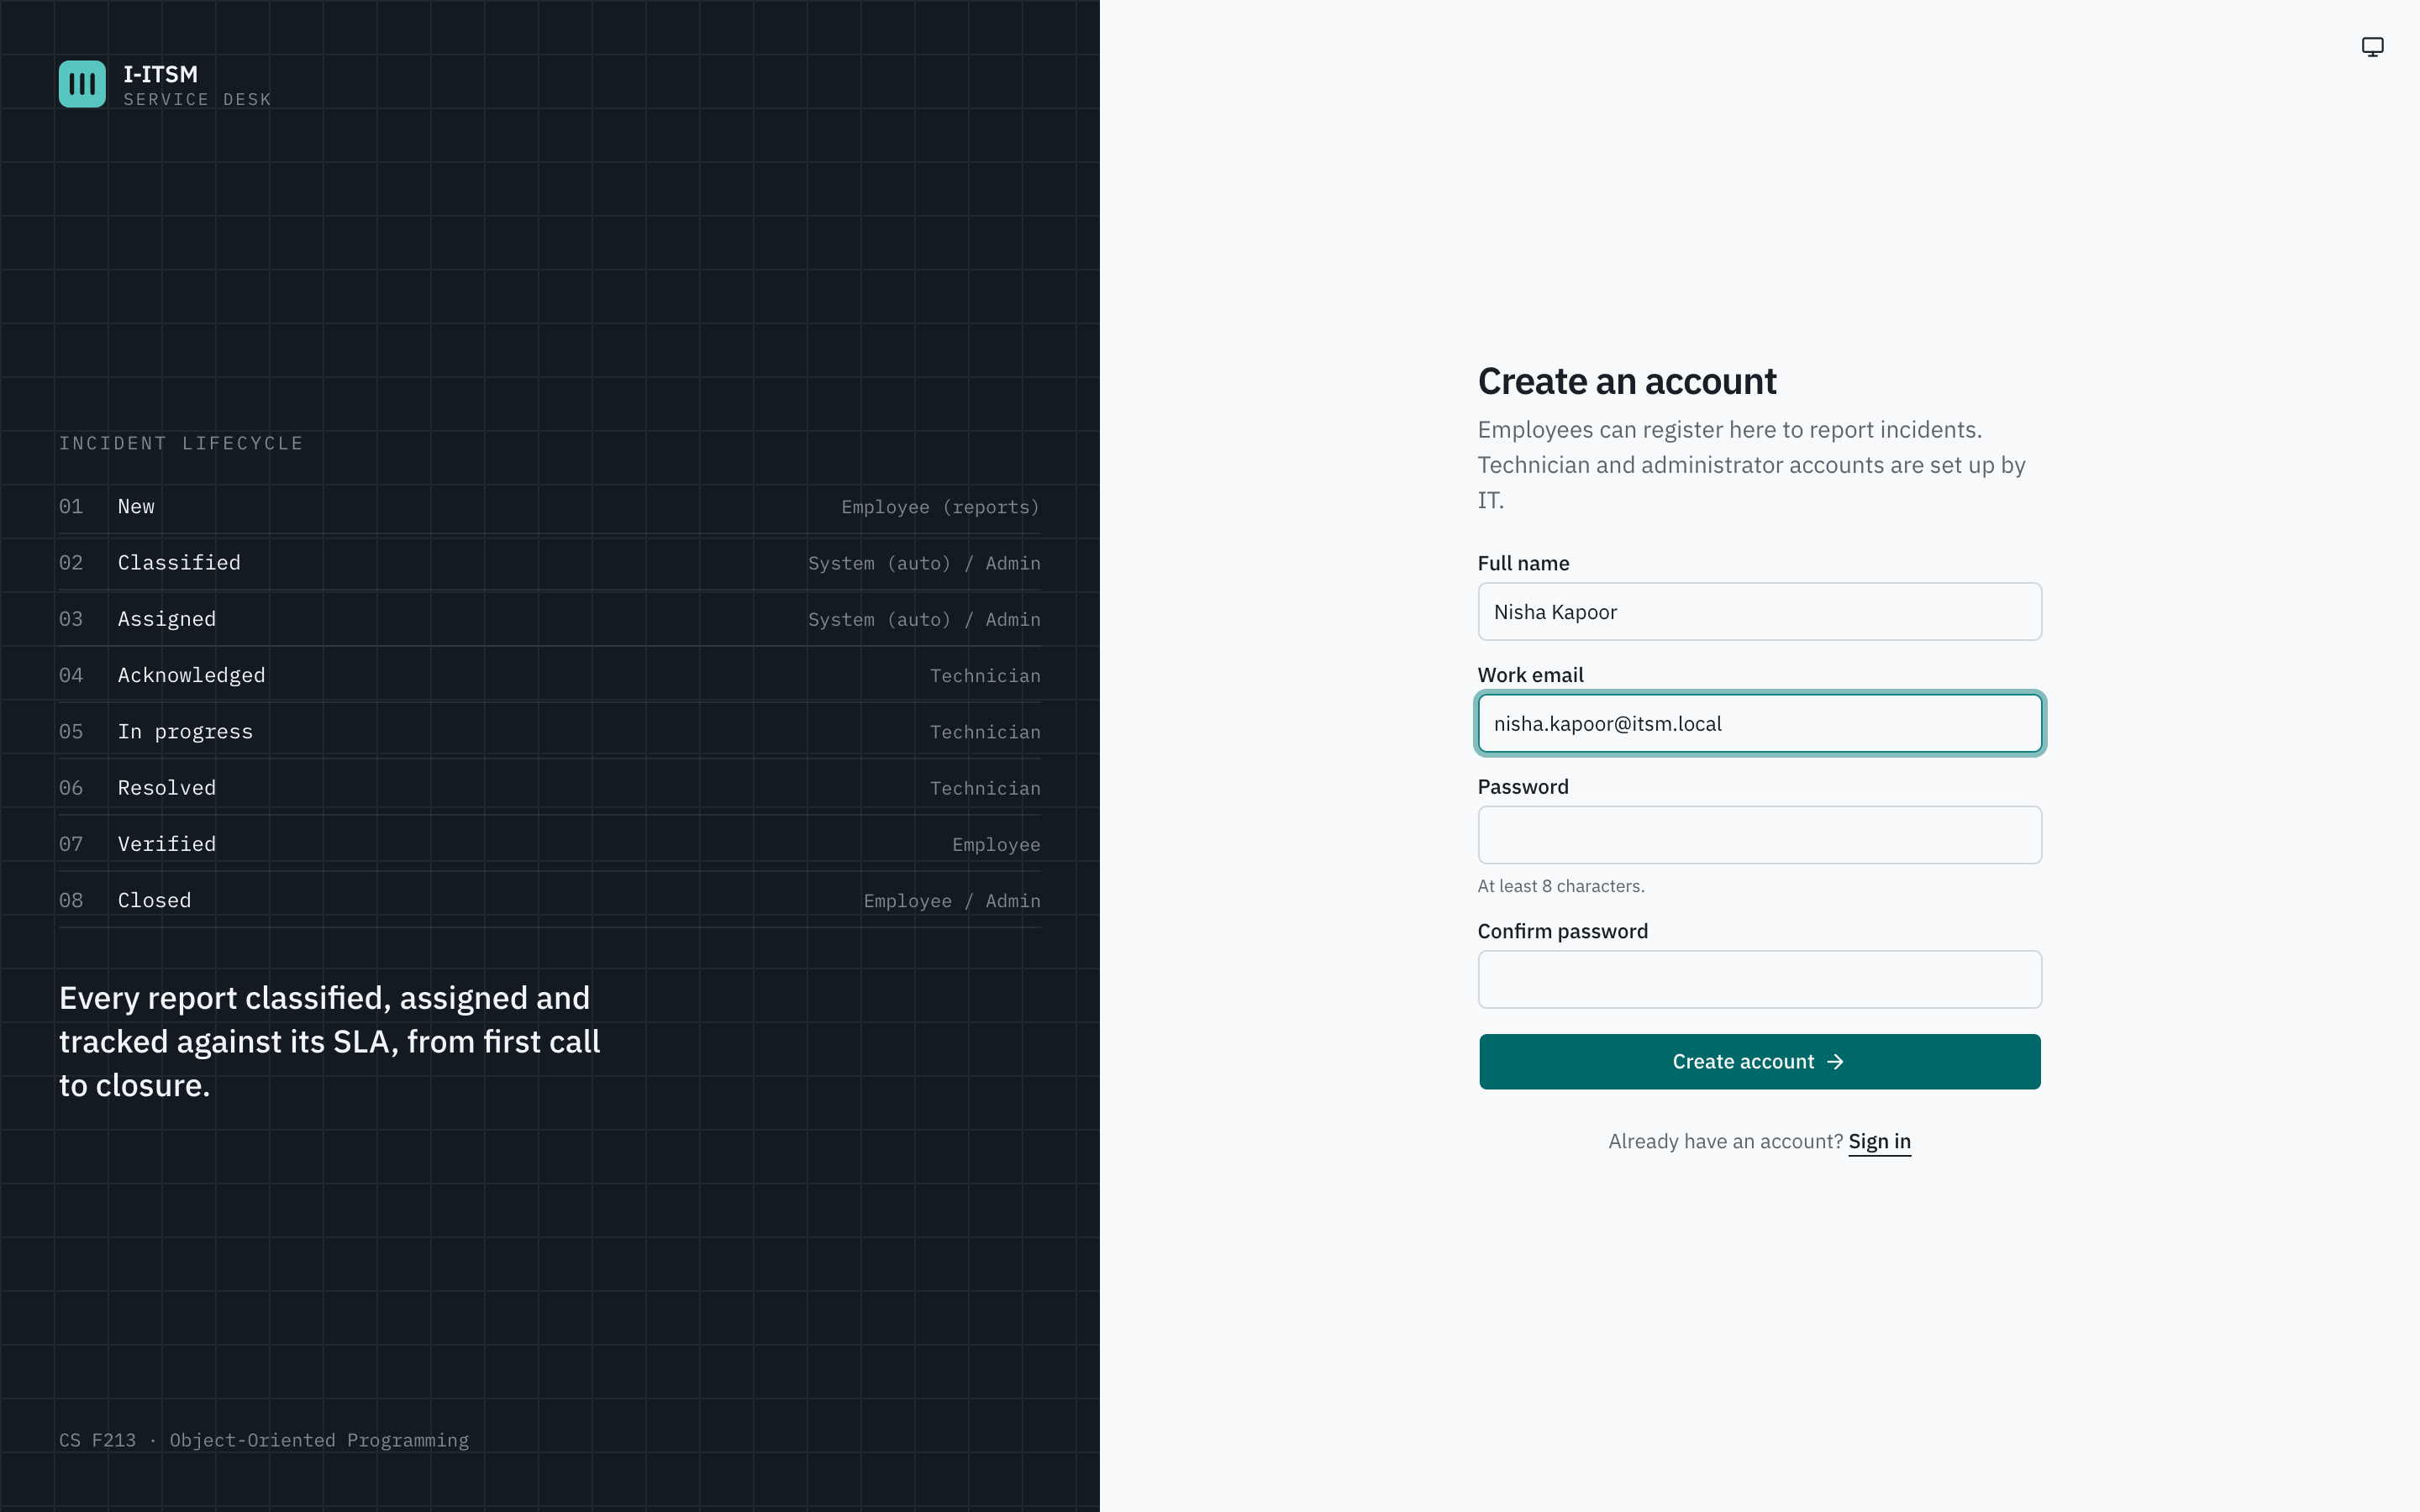 I-ITSM
SERVICE DESK
INCIDENT LIFECYCLE
01 New Employee (reports)
02 Classified System (auto) / Admin
03 Assigned System (auto) / Admin
04 Acknowledged Technician
05 In progress Technician
06 Resolved Technician
07 Verified Employee
08 Closed Employee / Admin
Every report classified, assigned and
tracked against its SLA, from first call
to closure.
CS F213 · Object-Oriented Programming
Create an account
Employees can register here to report incidents.
Technician and administrator accounts are set up by
IT.
Full name
Nisha Kapoor
Work email
nisha.kapoor@itsm.local
Password
At least 8 characters.
Confirm password
Create account →
Already have an account? Sign in